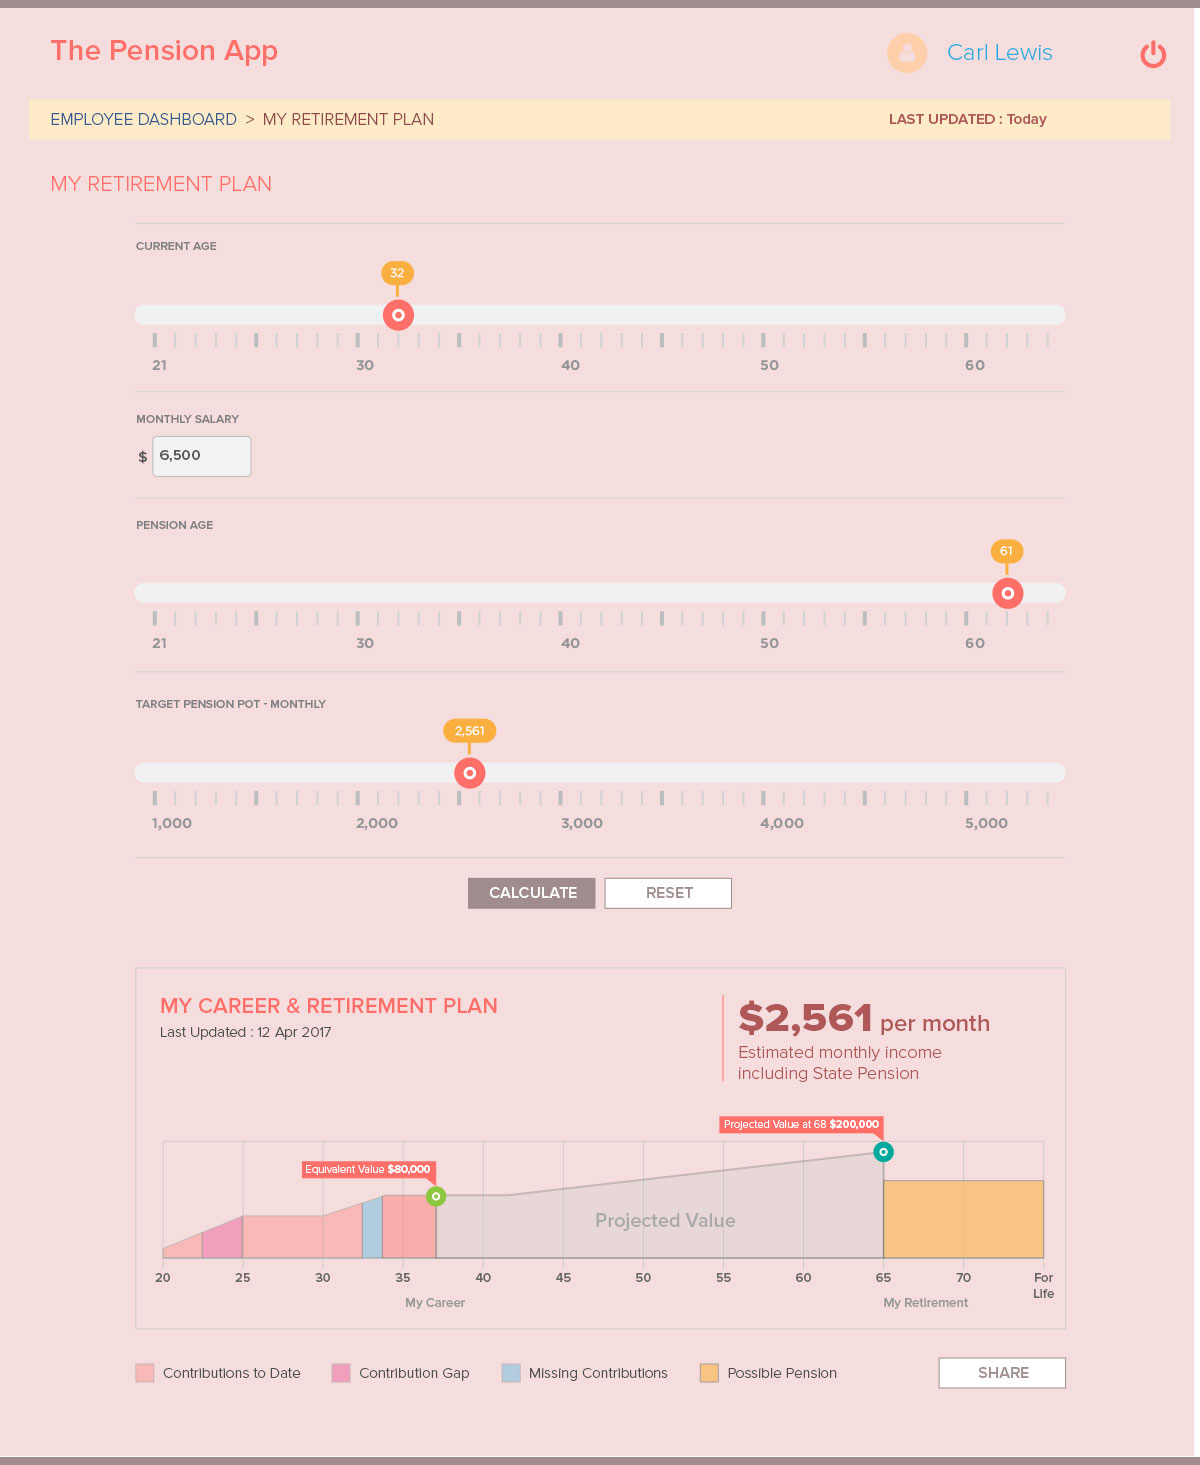 The Pension App
Carl Lewis
EMPLOYEE DASHBOARD > MY RETIREMENT PLAN
LAST UPDATED : Today
MY RETIREMENT PLAN
CURRENT AGE
32
21 30 40 50 60
MONTHLY SALARY
$ 6,500
PENSION AGE
61
21 30 40 50 60
TARGET PENSION POT - MONTHLY
2,561
1,000 2,000 3,000 4,000 5,000
CALCULATE RESET
MY CAREER & RETIREMENT PLAN
Last Updated : 12 Apr 2017
$2,561 per month
Estimated monthly income
including State Pension
Projected Value at 68 $200,000
Equivalent Value $80,000
Projected Value
20 25 30 35 40 45 50 55 60 65 70 For
Life
My Career My Retirement
Contributions to Date Contribution Gap Missing Contributions Possible Pension
SHARE